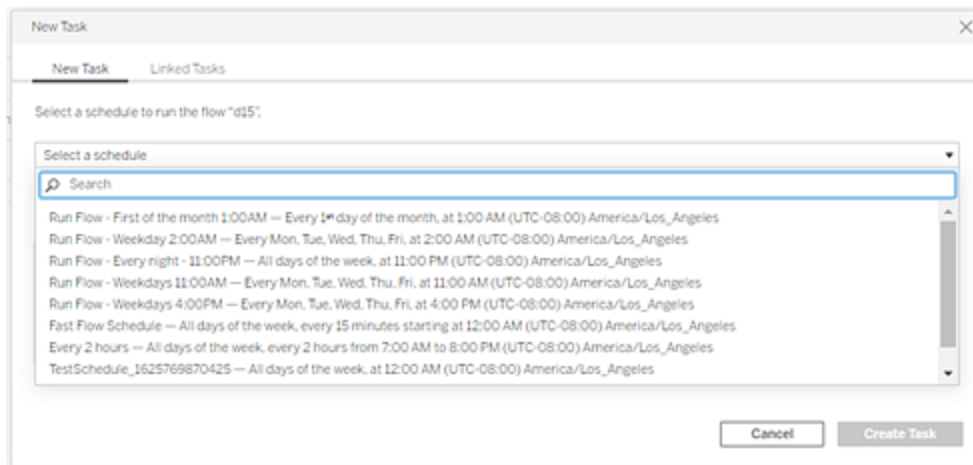 New Task
New Task Linked Tasks
Select a schedule to run the flow "d15".
Select a schedule
Search
Run Flow - First of the month 1:00AM — Every 1st day of the month, at 1:00 AM (UTC-08:00) America/Los_Angeles
Run Flow - Weekday 2:00AM — Every Mon, Tue, Wed, Thu, Fri, at 2:00 AM (UTC-08:00) America/Los_Angeles
Run Flow - Every night - 11:00PM — All days of the week, at 11:00 PM (UTC-08:00) America/Los_Angeles
Run Flow - Weekdays 11:00AM — Every Mon, Tue, Wed, Thu, Fri, at 11:00 AM (UTC-08:00) America/Los_Angeles
Run Flow - Weekdays 4:00PM — Every Mon, Tue, Wed, Thu, Fri, at 4:00 PM (UTC-08:00) America/Los_Angeles
Fast Flow Schedule — All days of the week, every 15 minutes starting at 12:00 AM (UTC-08:00) America/Los_Angeles
Every 2 hours — All days of the week, every 2 hours from 7:00 AM to 8:00 PM (UTC-08:00) America/Los_Angeles
TestSchedule_1625769870425 — All days of the week, at 12:00 AM (UTC-08:00) America/Los_Angeles
Cancel Create Task